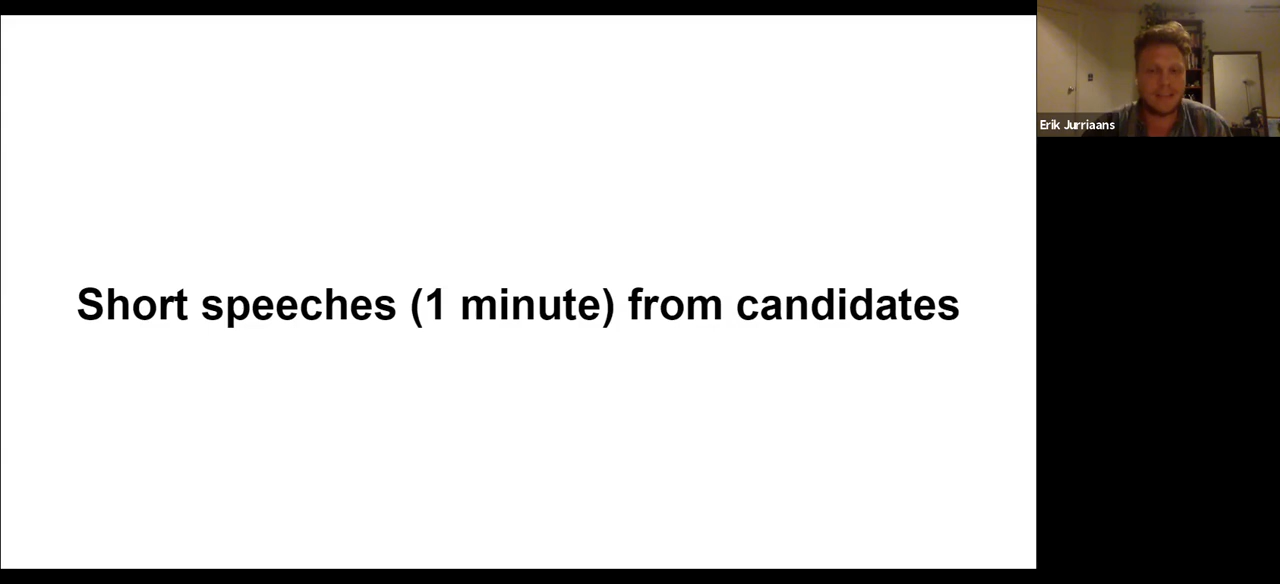 Short speeches (1 minute) from candidates
Erik Jurriaans